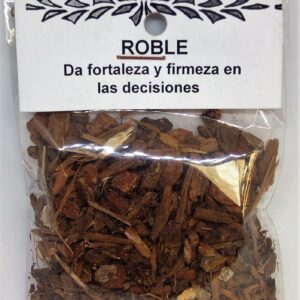 ROBLE
Da fortaleza y firmeza en
las decisiones